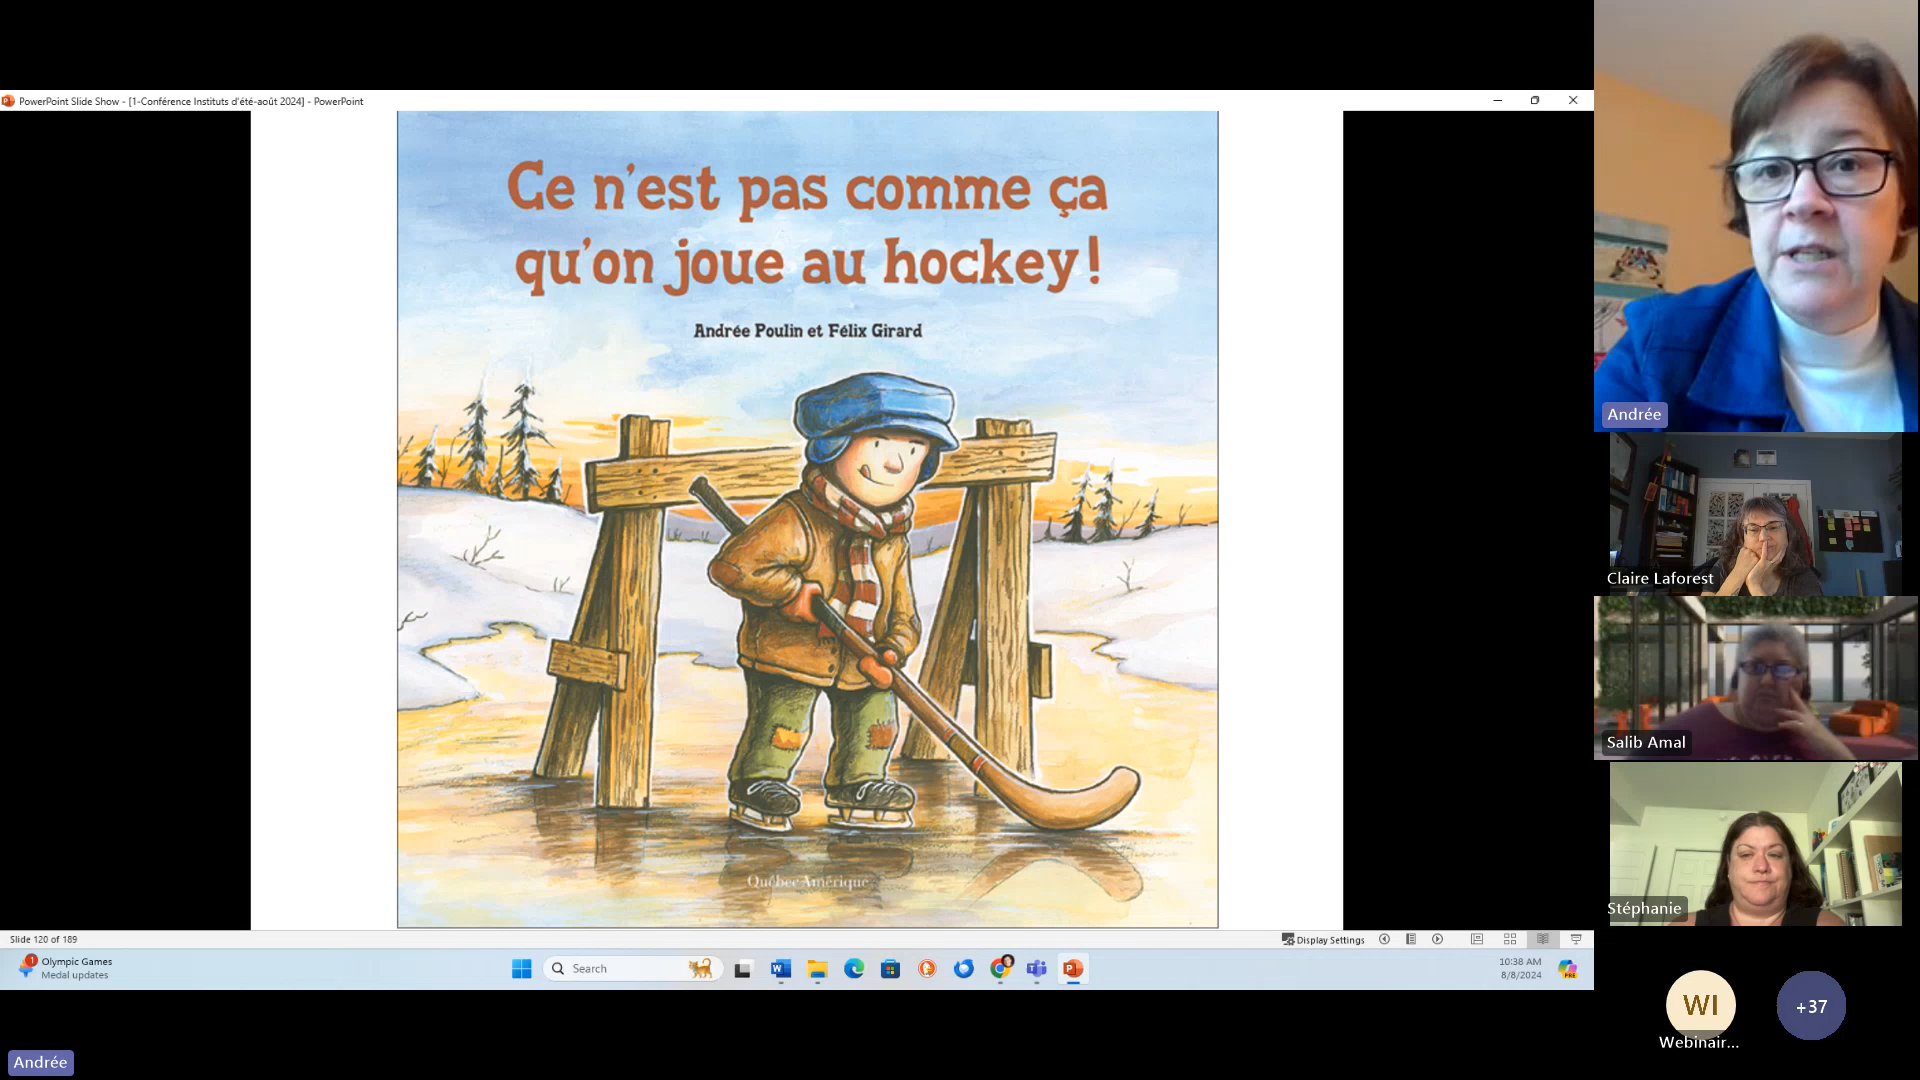 PowerPoint Slide Show - [1-Conférence Instituts d'été-août 2024] - PowerPoint
Ce n'est pas comme ça
qu'on joue au hockey!
Andrée Poulin et Félix Girard
Québec Amérique
Slide 120 of 189
Display Settings
1
Olympic Games
Medal updates
Search
10:38 AM
8/8/2024
PRE
Andrée
Claire Laforest
Salib Amal
Stéphanie
WI
+37
Webinair...
Andrée